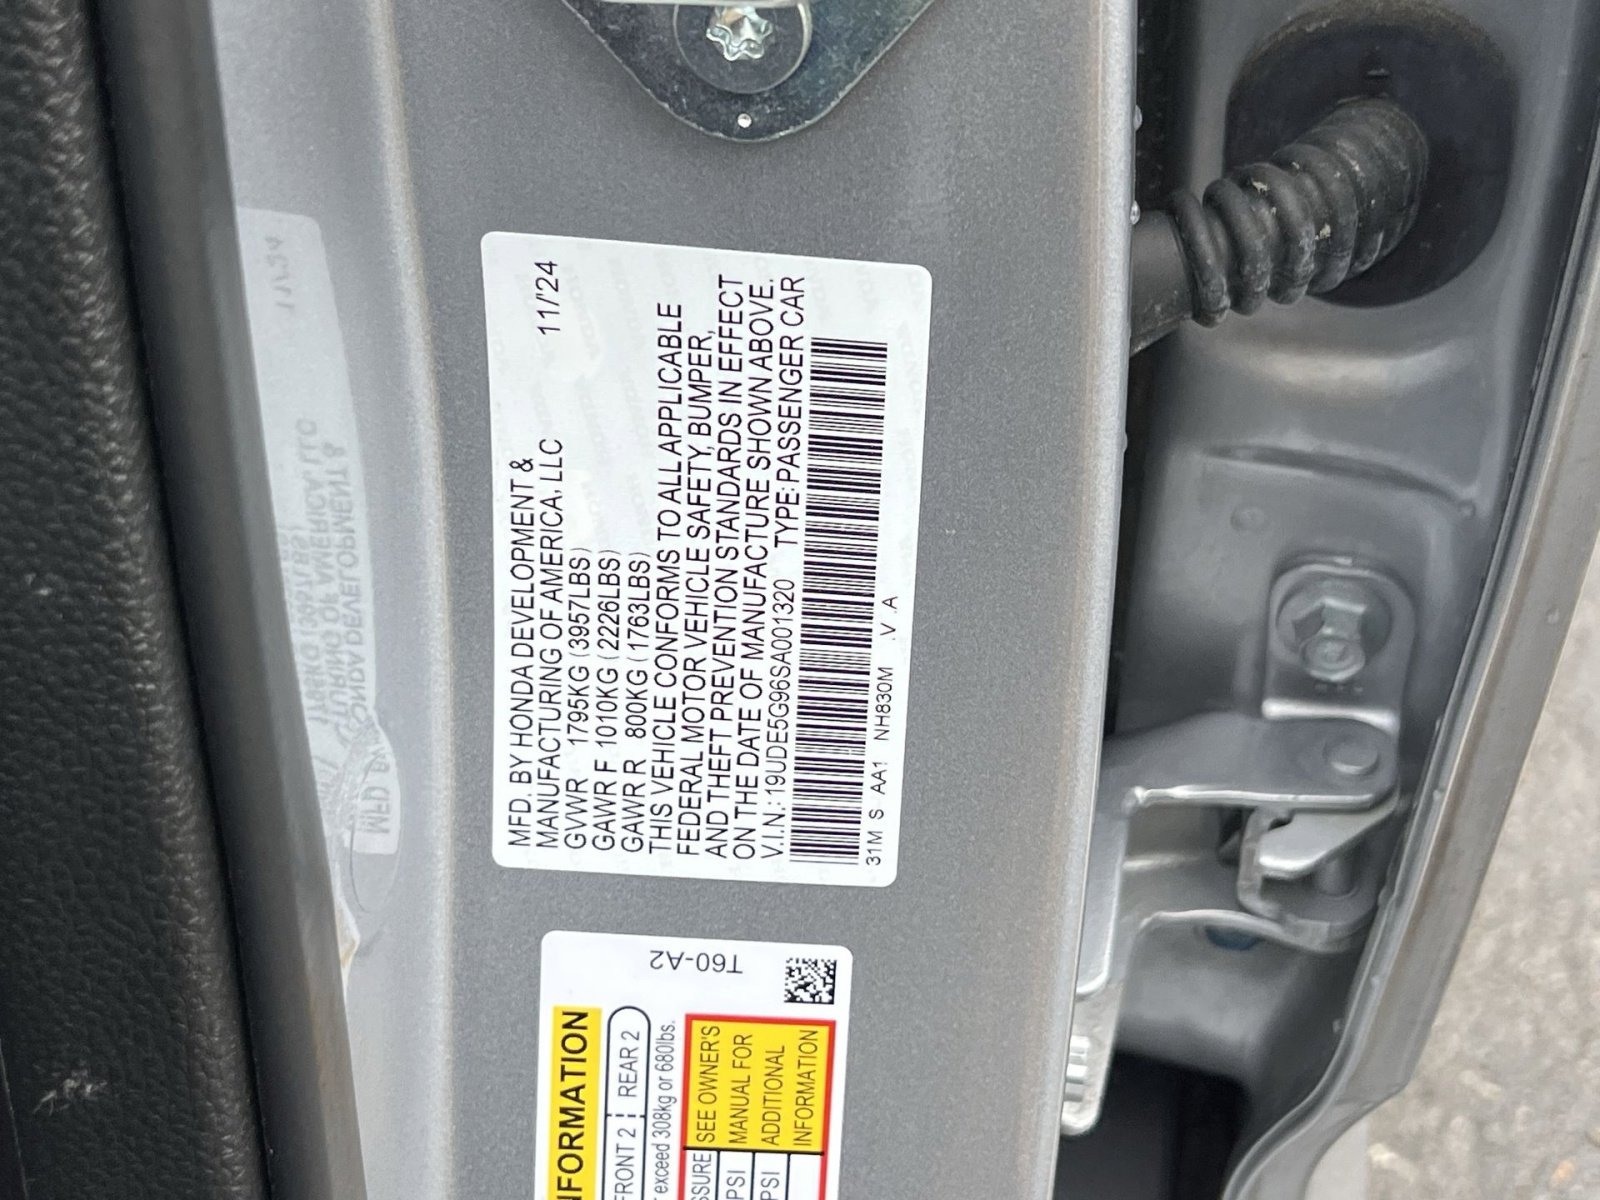 MFD. BY HONDA DEVELOPMENT & 11/'24
MANUFACTURING OF AMERICA, LLC
GVWR 1795KG (3957LBS)
GAWR F 1010KG (2226LBS)
GAWR R 800KG (1763LBS)
THIS VEHICLE CONFORMS TO ALL APPLICABLE
FEDERAL MOTOR VEHICLE SAFETY, BUMPER,
AND THEFT PREVENTION STANDARDS IN EFFECT
ON THE DATE OF MANUFACTURE SHOWN ABOVE.
V.I.N.: 19UDE5G96SA001320 TYPE: PASSENGER CAR
31M S AA1 NH830M .V .A
T60-A2
FRONT 2 REAR 2
exceed 308kg or 680lbs.
SEE OWNER'S
MANUAL FOR
PSI ADDITIONAL
PSI INFORMATION